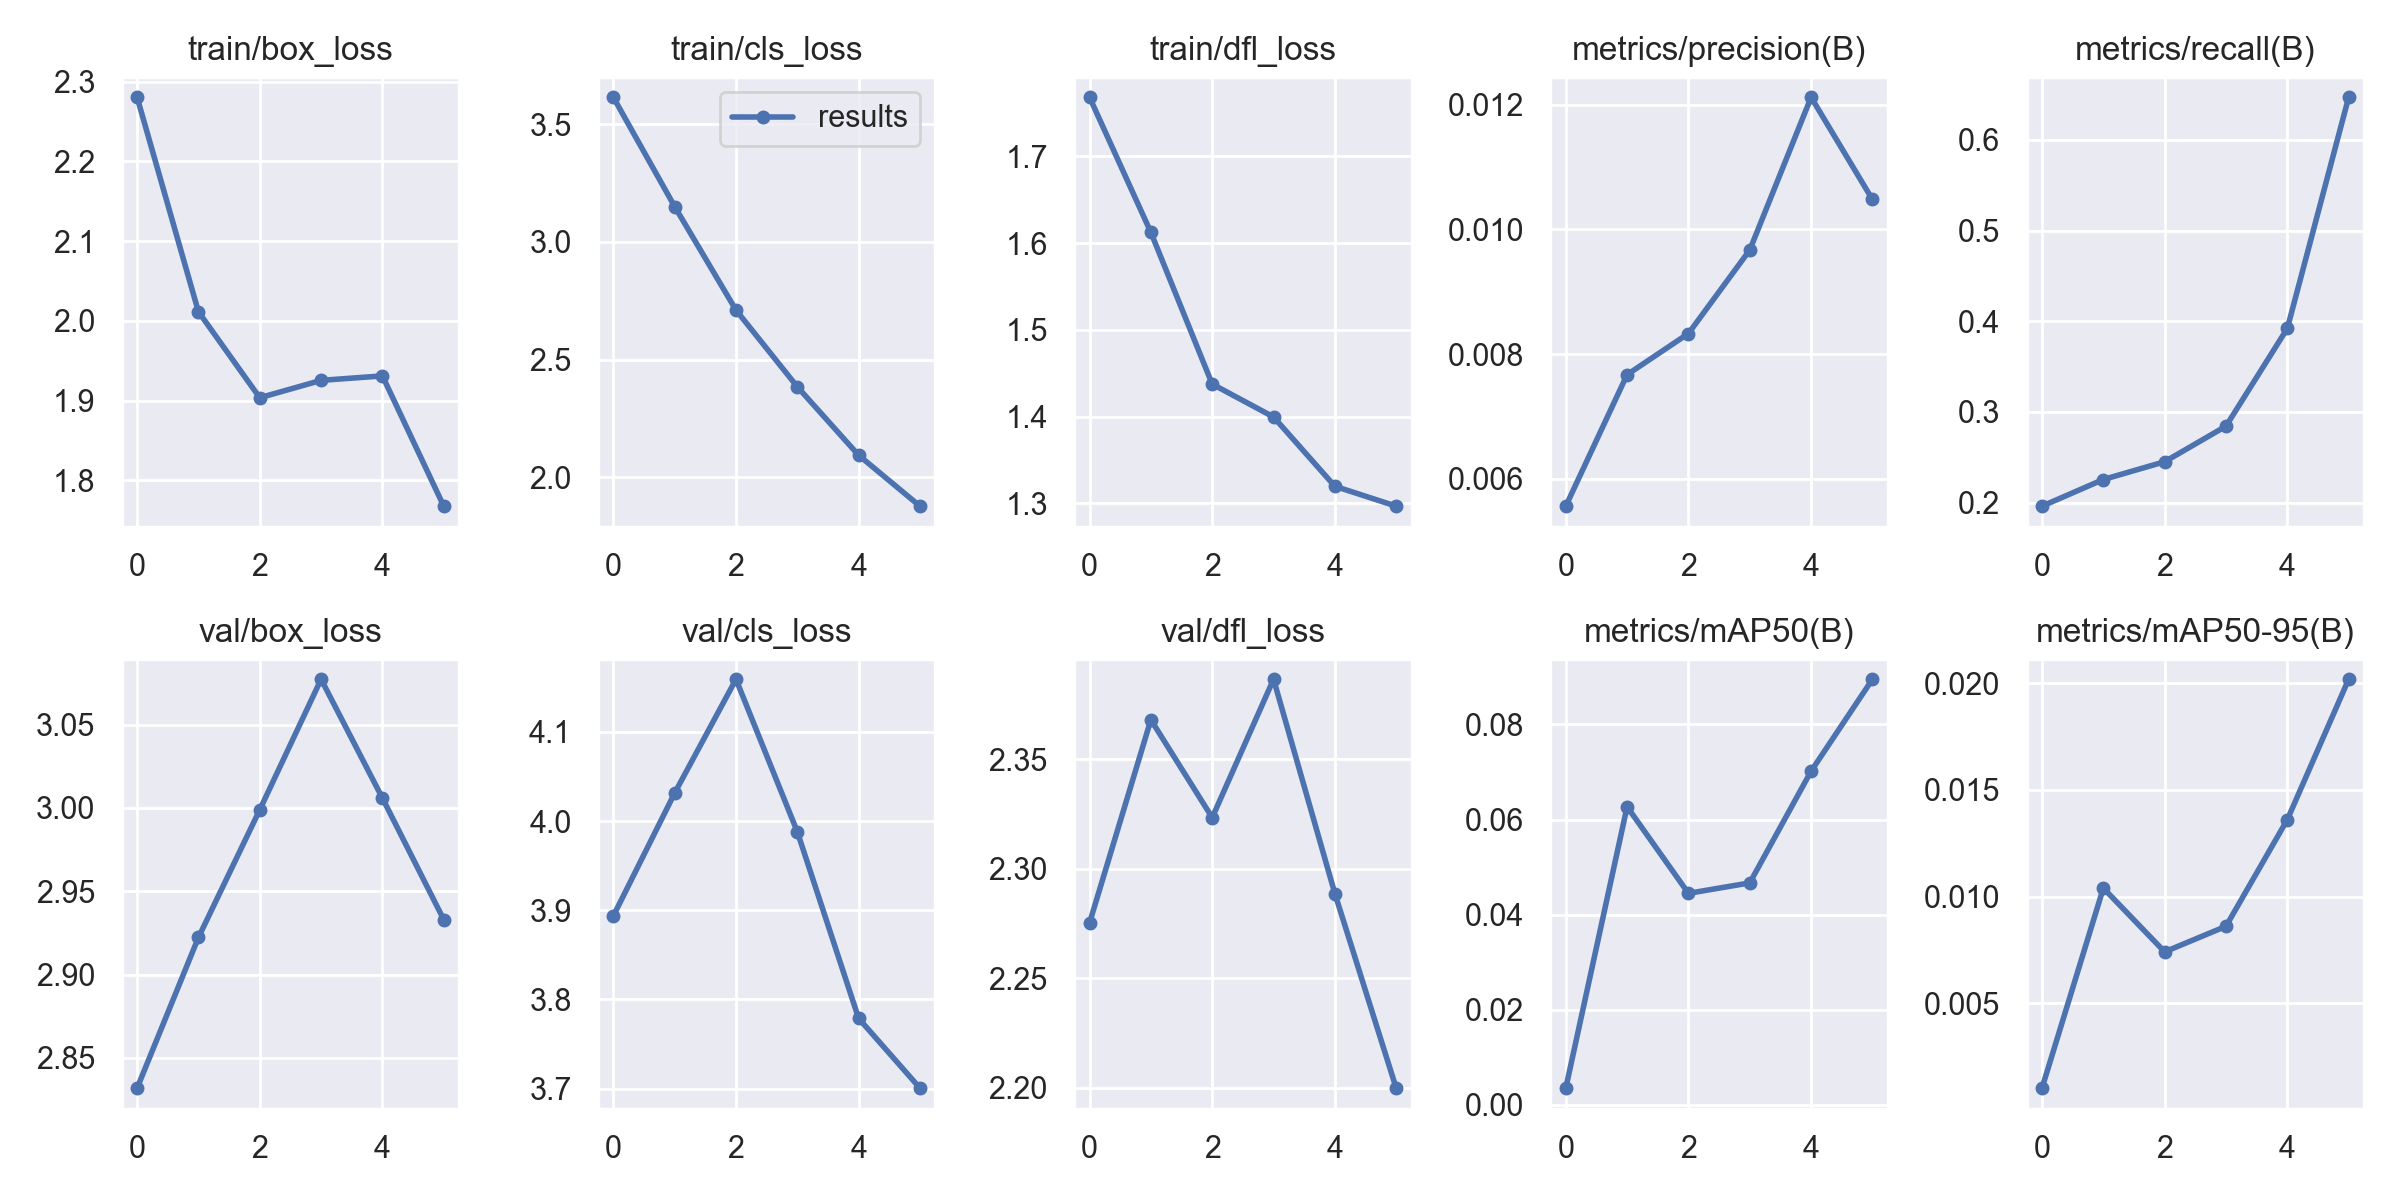 train/box_loss
2.3
2.2
2.1
2.0
1.9
1.8
0 2 4
train/cls_loss
results
3.5
3.0
2.5
2.0
0 2 4
train/dfl_loss
1.7
1.6
1.5
1.4
1.3
0 2 4
metrics/precision(B)
0.012
0.010
0.008
0.006
0 2 4
metrics/recall(B)
0.6
0.5
0.4
0.3
0.2
0 2 4
val/box_loss
3.05
3.00
2.95
2.90
2.85
0 2 4
val/cls_loss
4.1
4.0
3.9
3.8
3.7
0 2 4
val/dfl_loss
2.35
2.30
2.25
2.20
0 2 4
metrics/mAP50(B)
0.08
0.06
0.04
0.02
0.00
0 2 4
metrics/mAP50-95(B)
0.020
0.015
0.010
0.005
0 2 4